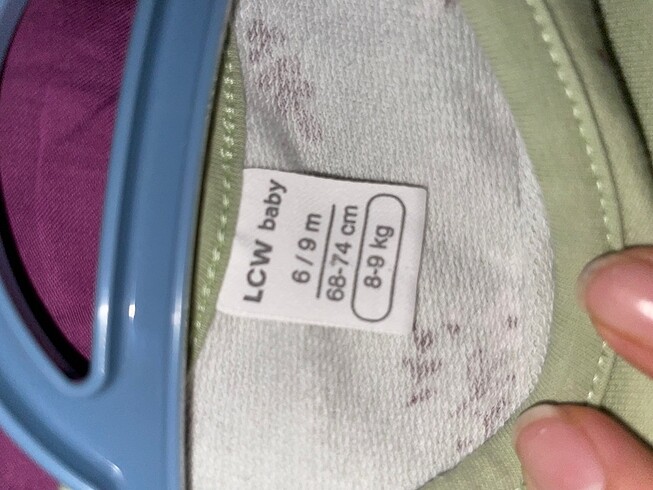 LCW baby
6 / 9 m
68-74 cm
8-9 kg